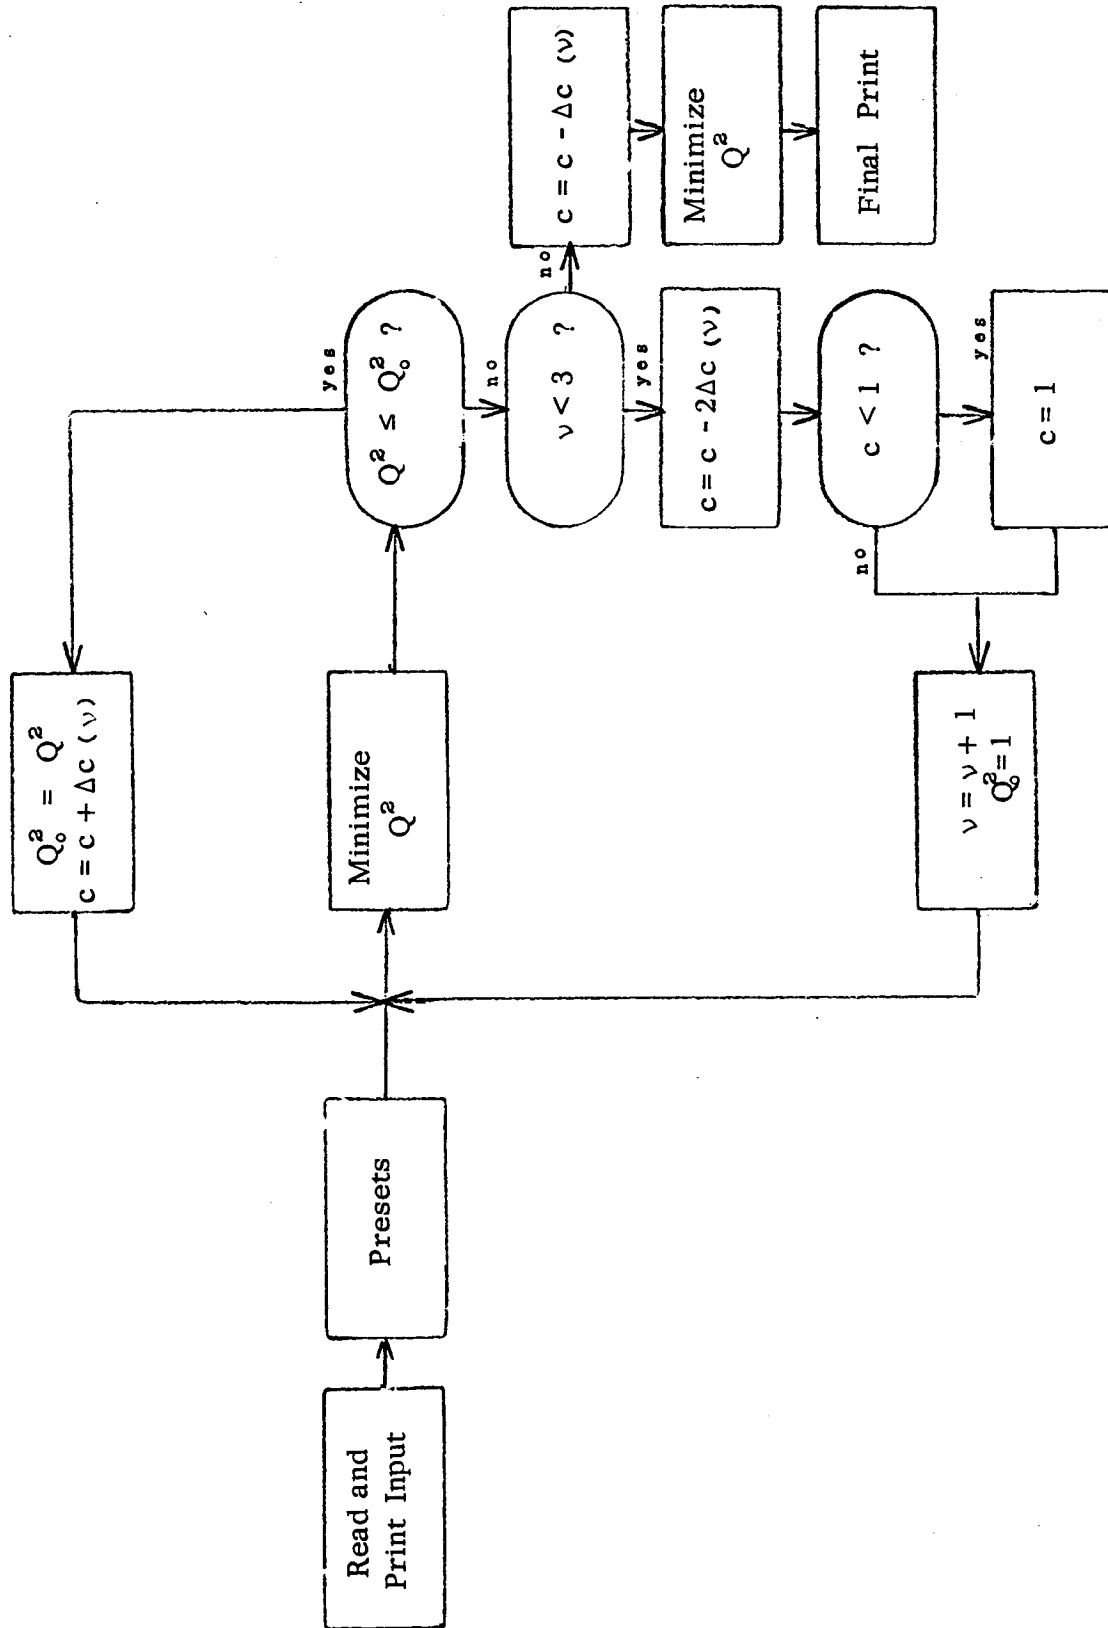 Read and
Print Input
Presets
Q₀² = Q²
c = c + Δc (ν)
Minimize
Q²
ν = ν + 1
Q₀² = 1
yes
Q² ≤ Q₀² ?
no
ν < 3 ?
no
yes
c = c - 2Δc (ν)
c < 1 ?
no
yes
c = 1
c = c - Δc (ν)
Minimize
Q²
Final Print